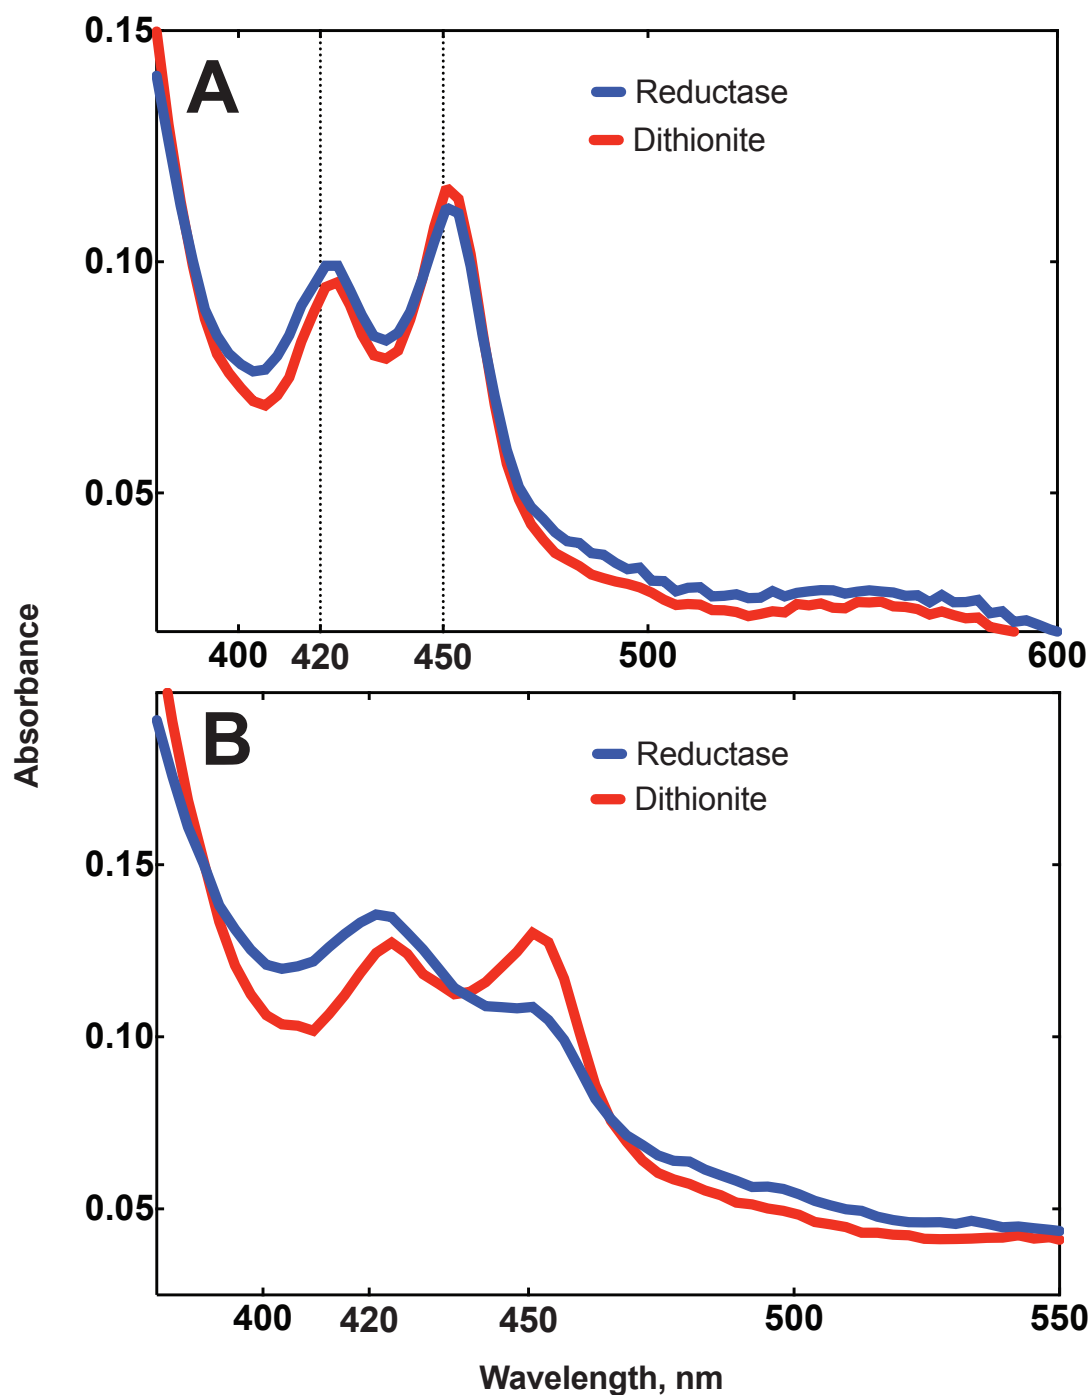 0.15
A
Reductase
Dithionite
0.10
0.05
400 420 450 500 600
Absorbance
B
Reductase
Dithionite
0.15
0.10
0.05
400 420 450 500 550
Wavelength, nm